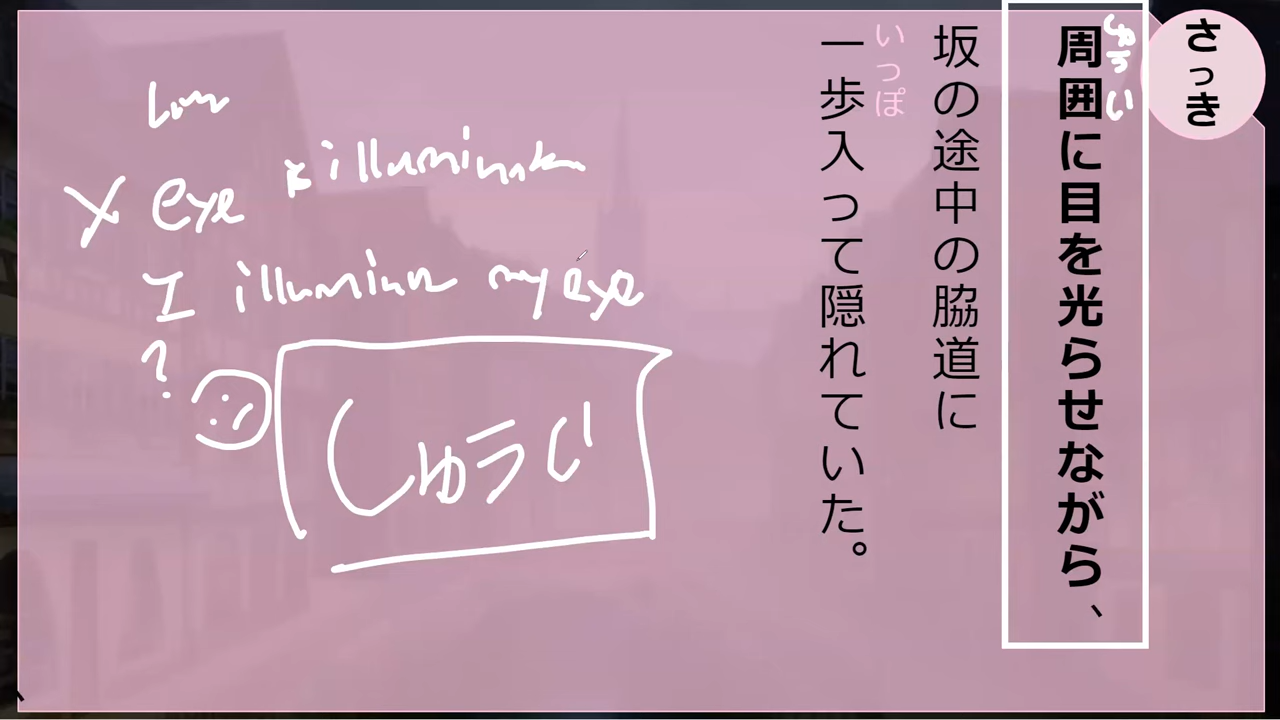 さっき
しゅうい
周囲に目を光らせながら、
坂の途中の脇道に
いっぽ
一歩入って隠れていた。
X eye
I my eye
?
しゅうい